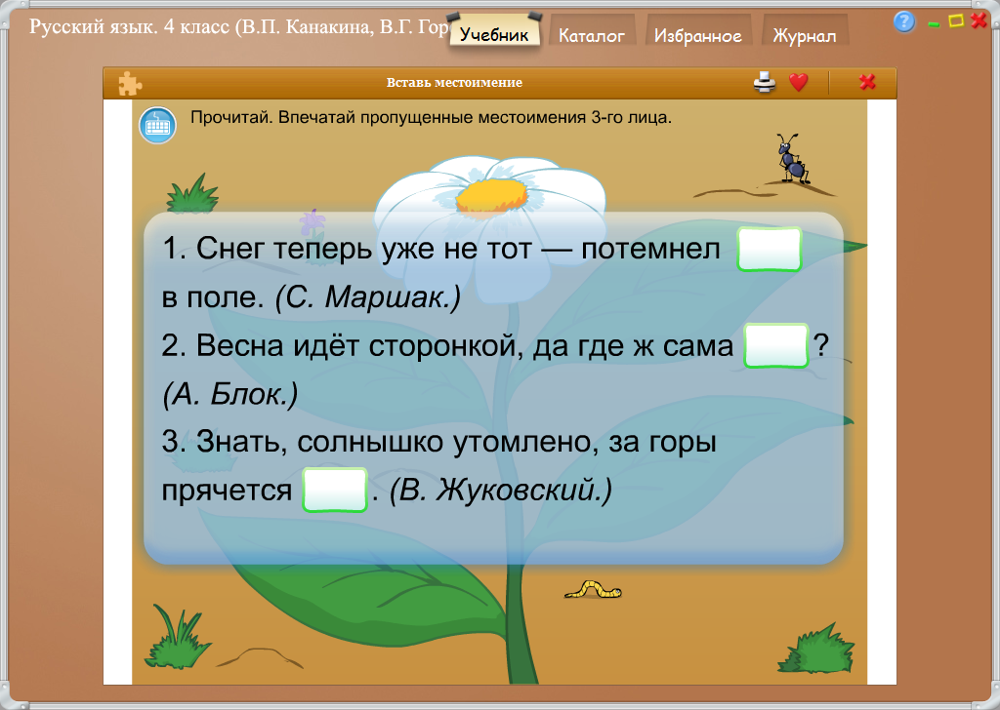 Русский язык. 4 класс (В.П. Канакина, В.Г. Гор
Учебник
Каталог
Избранное
Журнал
Вставь местоимение
Прочитай. Впечатай пропущенные местоимения 3-го лица.
1. Снег теперь уже не тот — потемнел
в поле. (С. Маршак.)
2. Весна идёт сторонкой, да где ж сама ?
(А. Блок.)
3. Знать, солнышко утомлено, за горы
прячется . (В. Жуковский.)